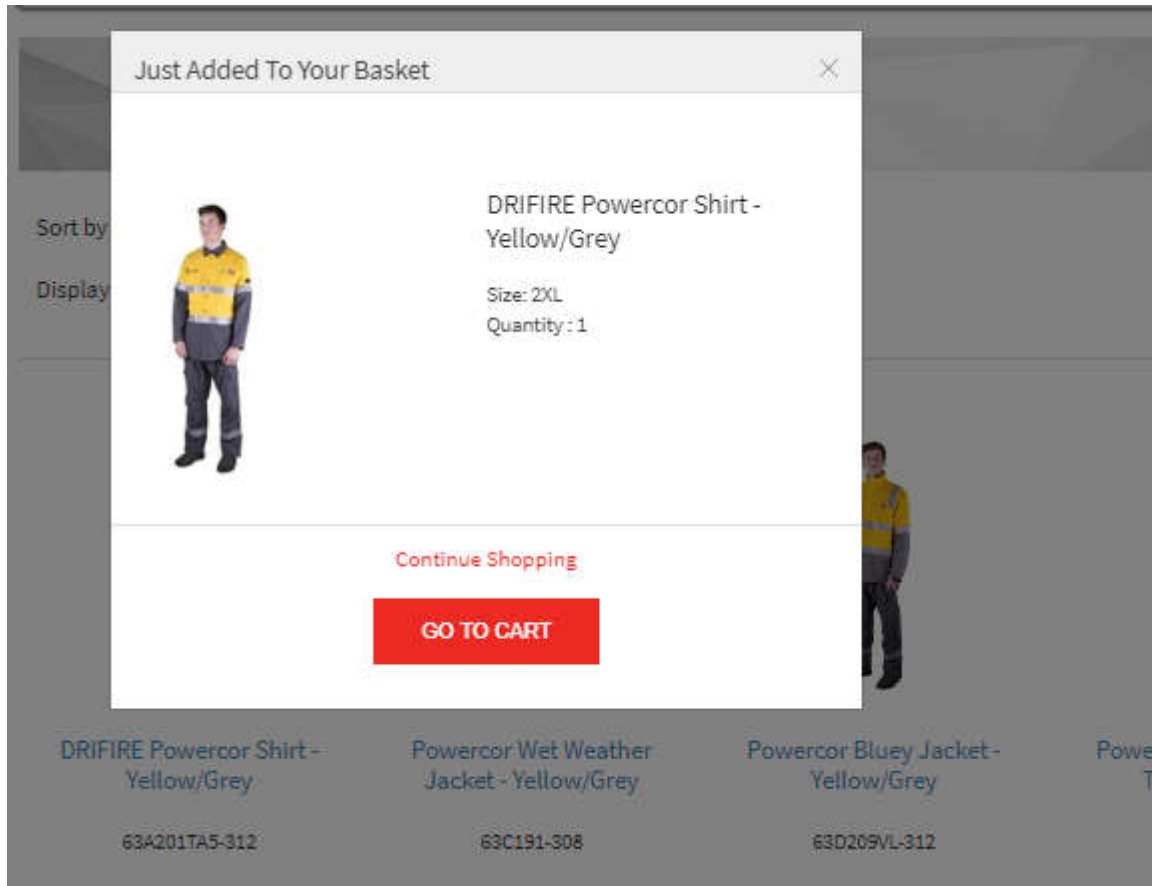 Just Added To Your Basket
Sort by
DRIFIRE Powercor Shirt -
Yellow/Grey
Display
Size: 2XL
Quantity : 1
Continue Shopping
GO TO CART
DRIFIRE Powercor Shirt -
Yellow/Grey
63A201TA5-312
Powercor Wet Weather
Jacket - Yellow/Grey
63C191-308
Powercor Bluey Jacket -
Yellow/Grey
63D209VL-312
Powe
T